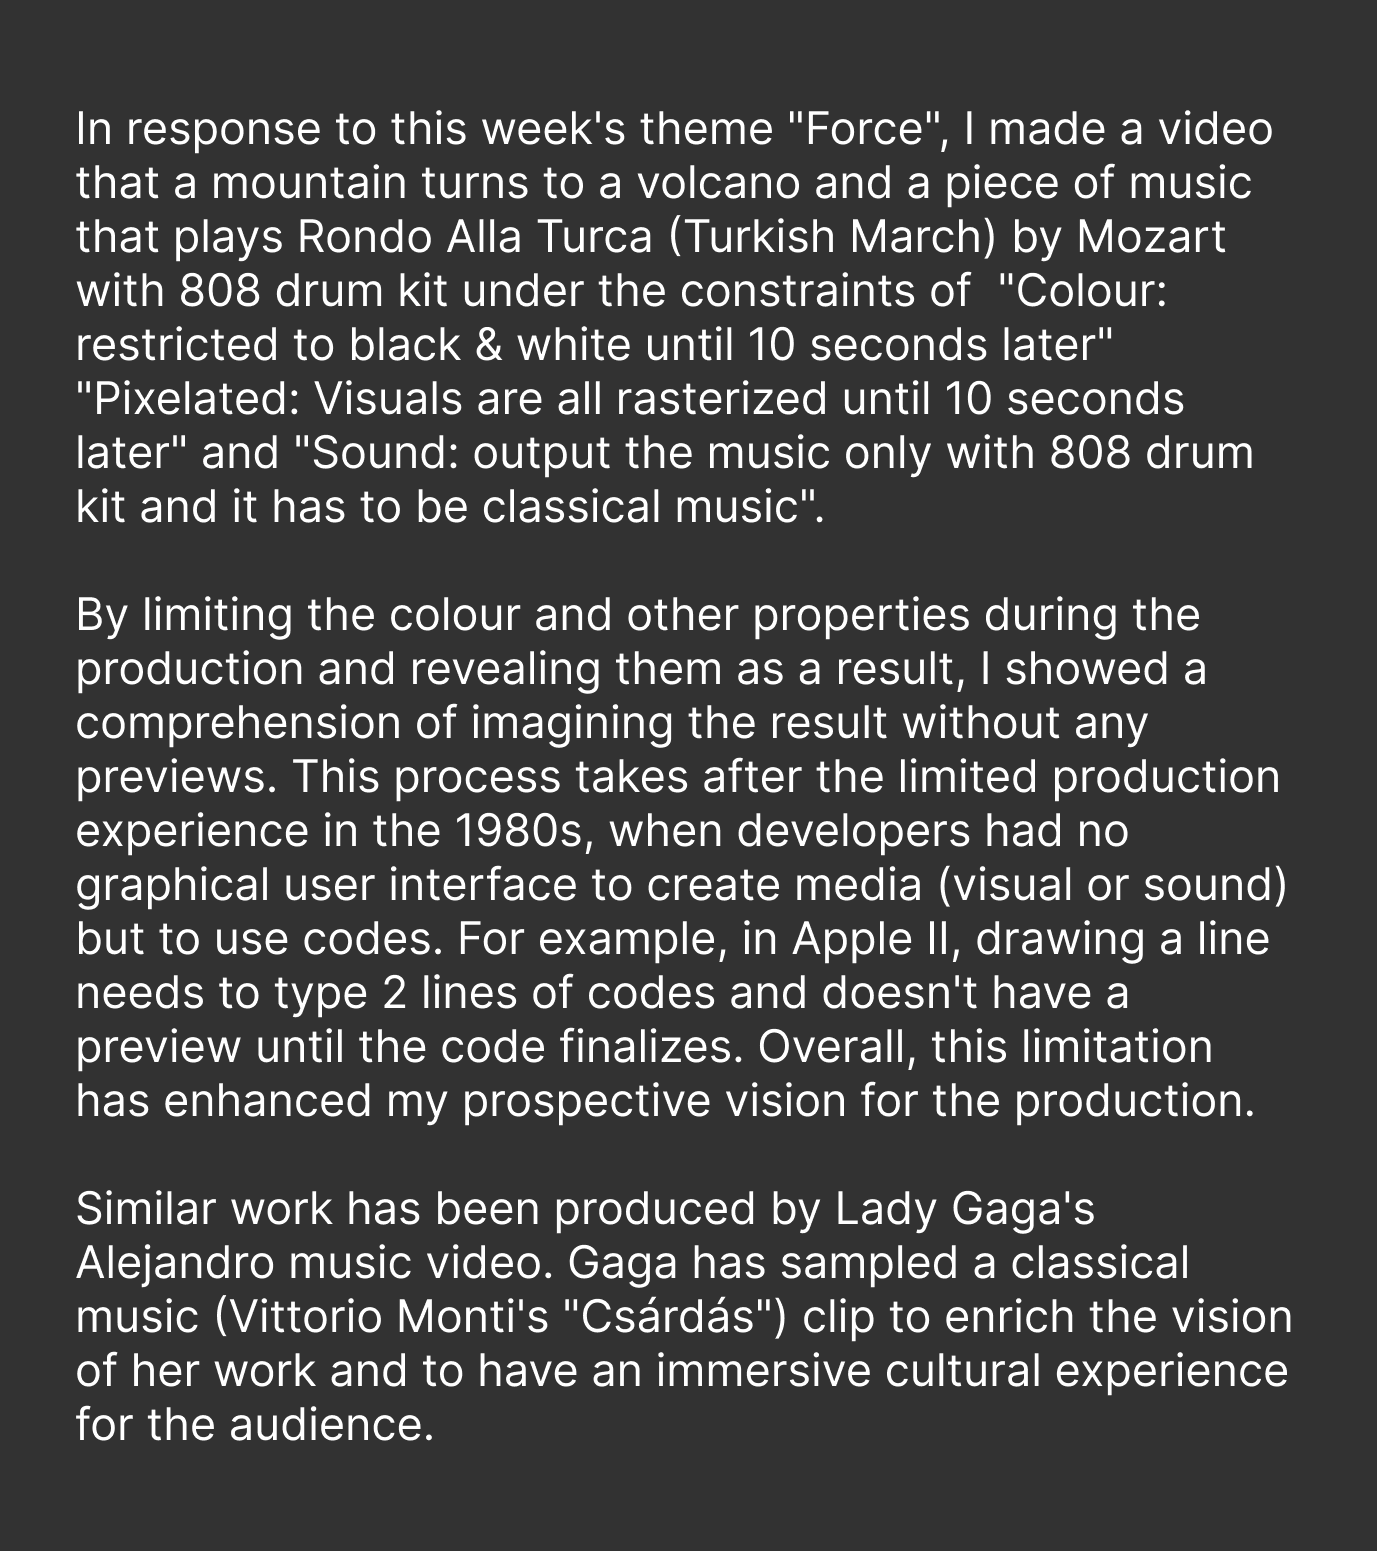 In response to this week's theme "Force", I made a video
that a mountain turns to a volcano and a piece of music
that plays Rondo Alla Turca (Turkish March) by Mozart
with 808 drum kit under the constraints of  "Colour:
restricted to black & white until 10 seconds later"
"Pixelated: Visuals are all rasterized until 10 seconds
later" and "Sound: output the music only with 808 drum
kit and it has to be classical music".

By limiting the colour and other properties during the
production and revealing them as a result, I showed a
comprehension of imagining the result without any
previews. This process takes after the limited production
experience in the 1980s, when developers had no
graphical user interface to create media (visual or sound)
but to use codes. For example, in Apple II, drawing a line
needs to type 2 lines of codes and doesn't have a
preview until the code finalizes. Overall, this limitation
has enhanced my prospective vision for the production.

Similar work has been produced by Lady Gaga's
Alejandro music video. Gaga has sampled a classical
music (Vittorio Monti's "Csárdás") clip to enrich the vision
of her work and to have an immersive cultural experience
for the audience.